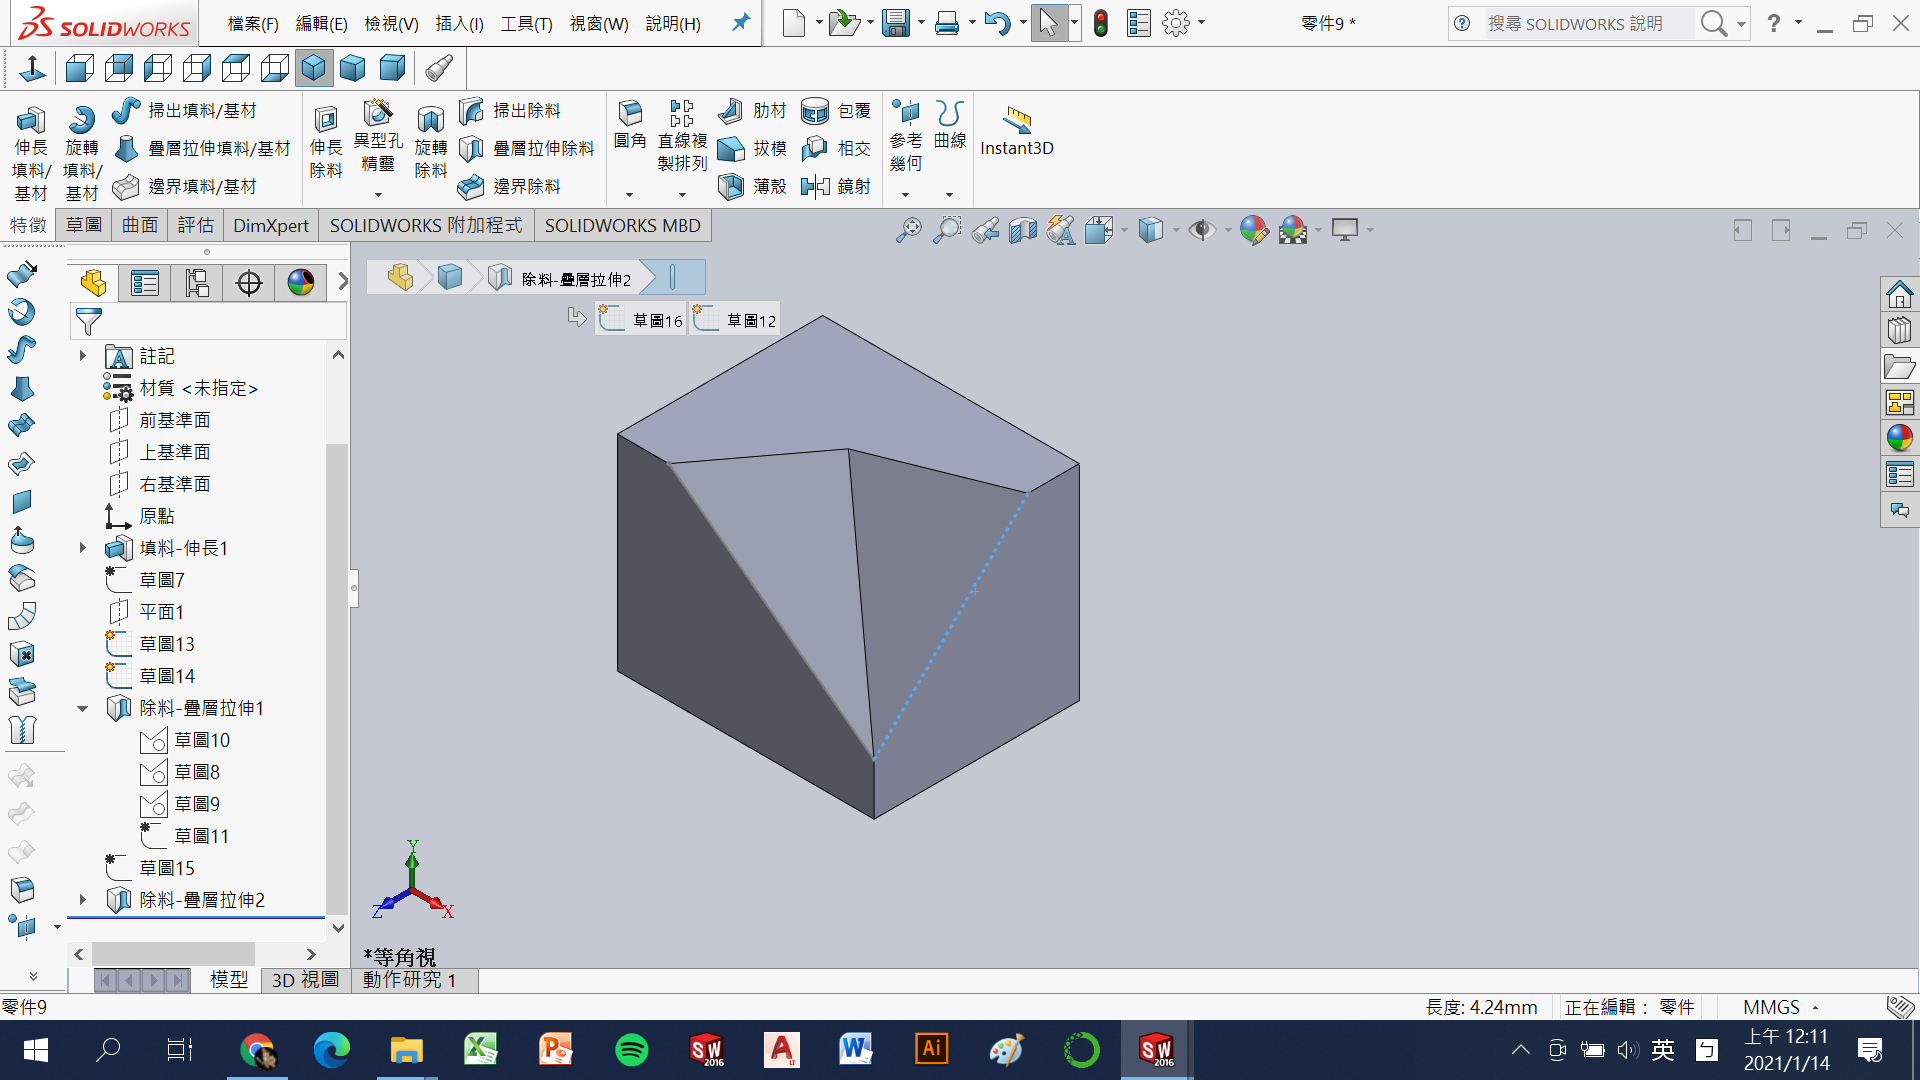 SOLIDWORKS 檔案(F) 編輯(E) 檢視(V) 插入(I) 工具(T) 視窗(W) 說明(H) 零件9 * 搜尋 SOLIDWORKS 說明 ?
伸長填料/基材
旋轉填料/基材
掃出填料/基材
疊層拉伸填料/基材
邊界填料/基材
伸長除料
異型孔精靈
旋轉除料
掃出除料
疊層拉伸除料
邊界除料
圓角
直線複製排列
肋材
拔模
薄殼
包覆
相交
鏡射
參考幾何
曲線
Instant3D
特徵 草圖 曲面 評估 DimXpert SOLIDWORKS 附加程式 SOLIDWORKS MBD
除料-疊層拉伸2
草圖16 草圖12
註記
材質 <未指定>
前基準面
上基準面
右基準面
原點
填料-伸長1
草圖7
平面1
草圖13
草圖14
除料-疊層拉伸1
草圖10
草圖8
草圖9
草圖11
草圖15
除料-疊層拉伸2
Y
Z X
*等角視
模型 3D 視圖 動作研究 1
零件9 長度: 4.24mm 正在編輯： 零件 MMGS
SW 2016 Ai SW 2016 英 上午 12:11
2021/1/14